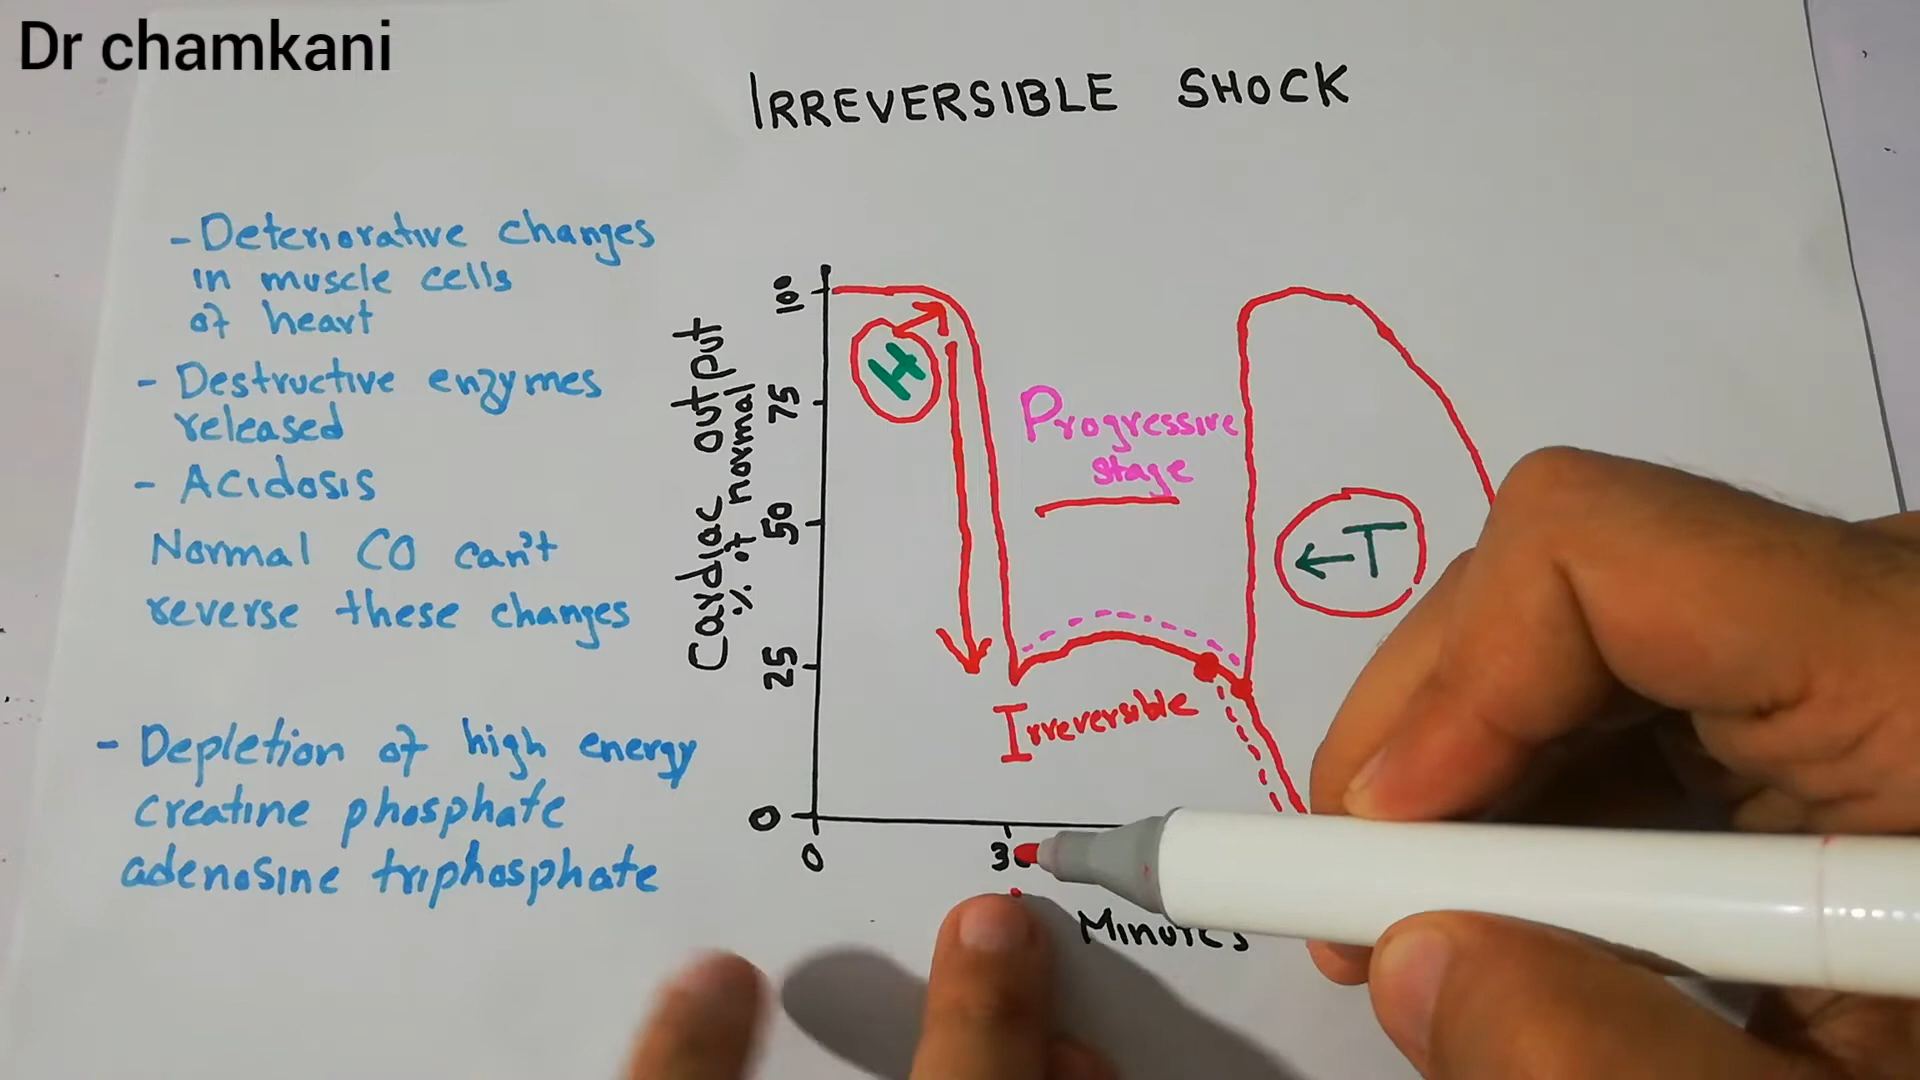 Dr chamkani
IRREVERSIBLE SHOCK
- Deteriorative changes
in muscle cells
of heart
- Destructive enzymes
released
- Acidosis
Normal CO can't
reverse these changes
- Depletion of high energy
creatine phosphate
adenosine triphosphate
Cardiac output
% of normal
100
75
50
25
0
H
Progressive
stage
←T
Irreversible
0
Minutes